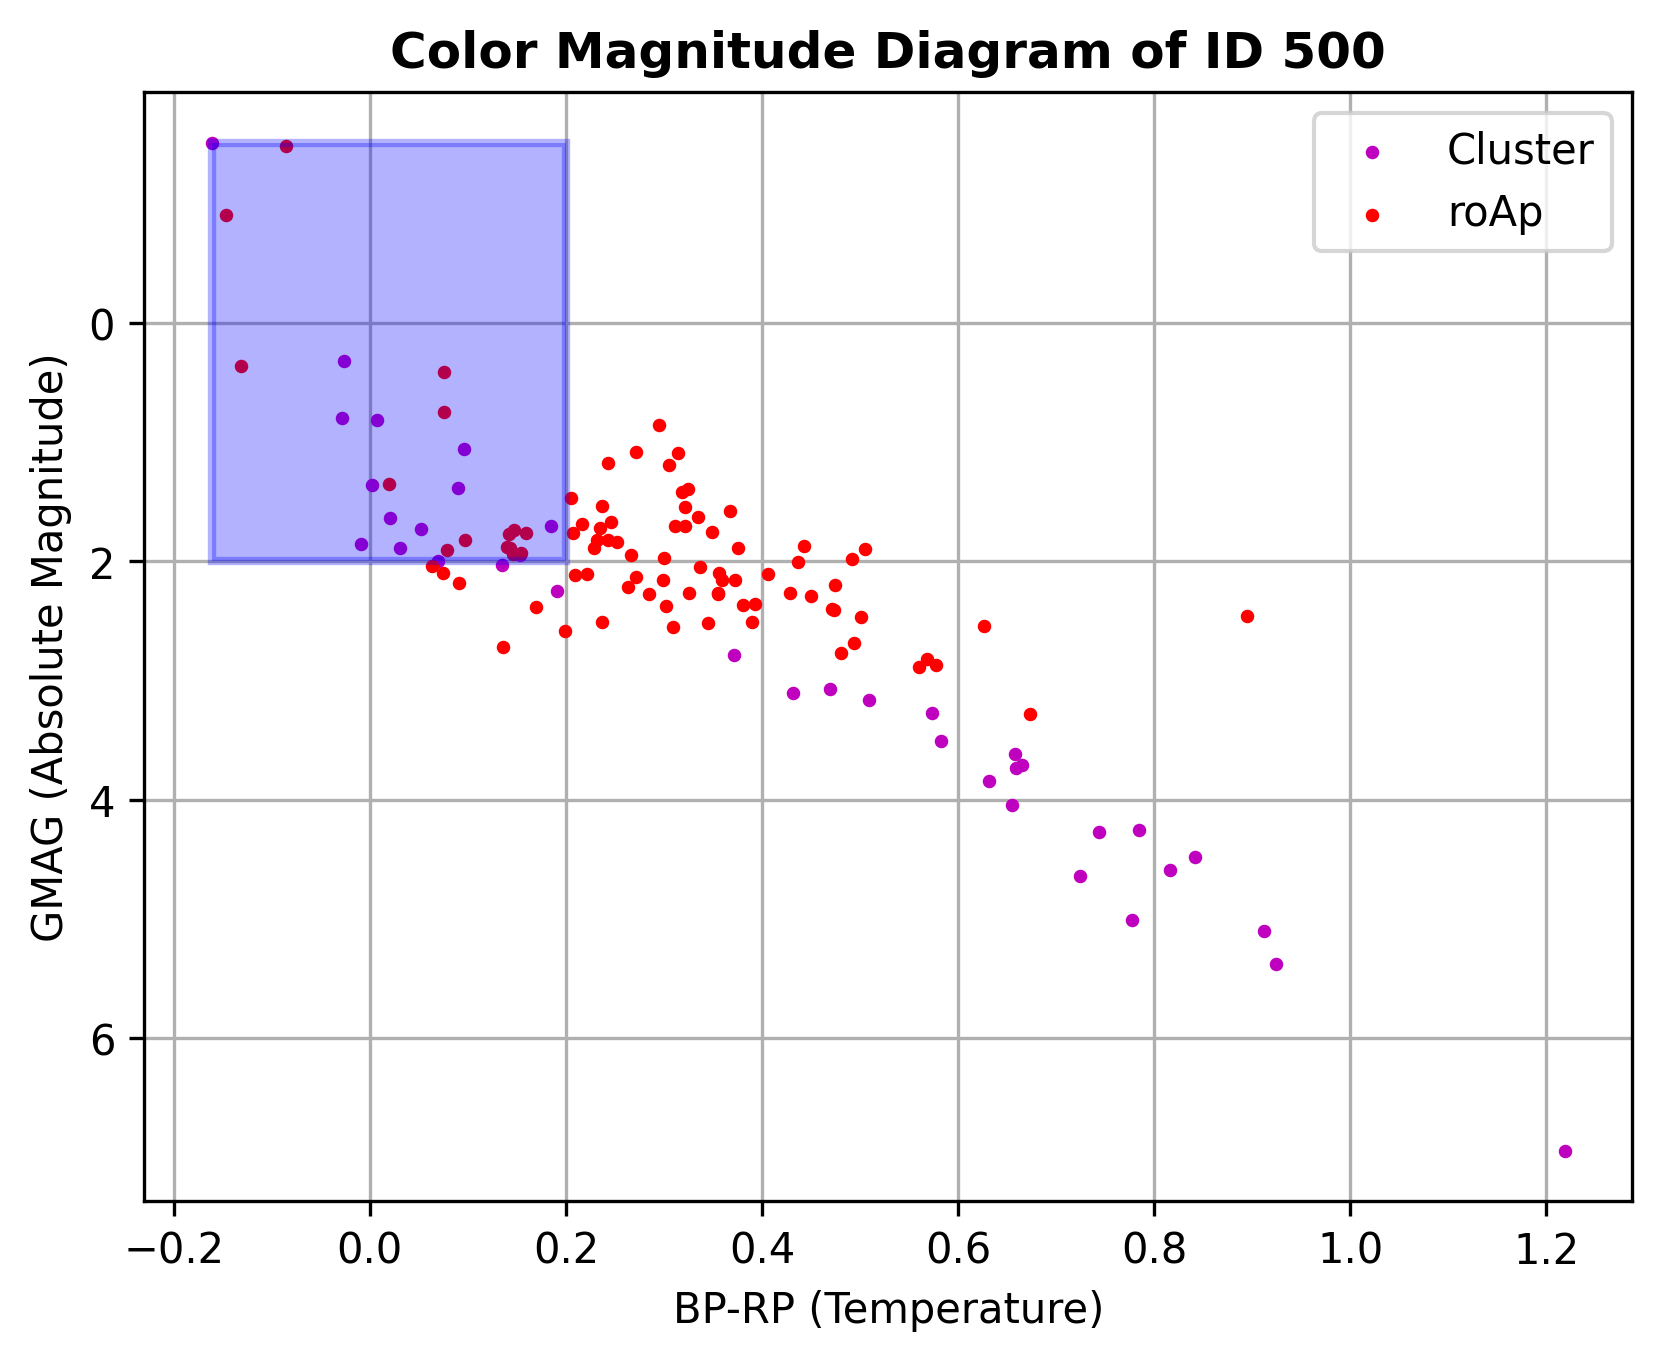 Color Magnitude Diagram of ID 500
Cluster
roAp
GMAG (Absolute Magnitude)
0
2
4
6
−0.2
0.0
0.2
0.4
0.6
0.8
1.0
1.2
BP-RP (Temperature)